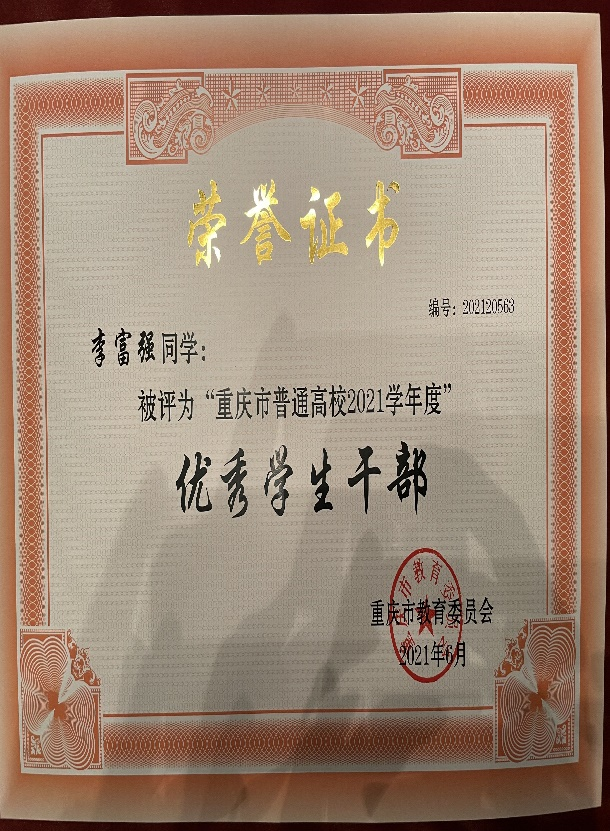 荣誉证书
编号：202120563
李富强同学：
被评为“重庆市普通高校2021学年度”
优秀学生干部
重庆市教育委员会
2021年6月